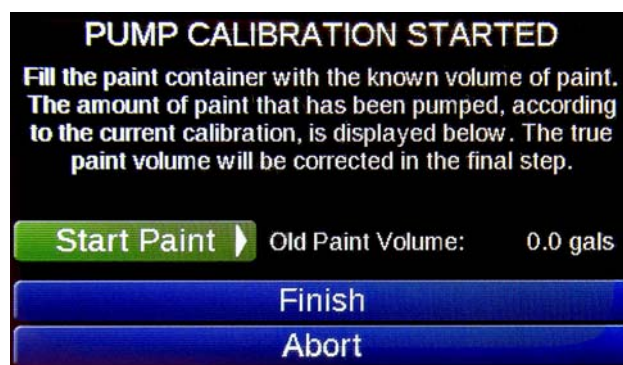 PUMP CALIBRATION STARTED
Fill the paint container with the known volume of paint.
The amount of paint that has been pumped, according
to the current calibration, is displayed below. The true
paint volume will be corrected in the final step.
Start Paint Old Paint Volume: 0.0 gals
Finish
Abort